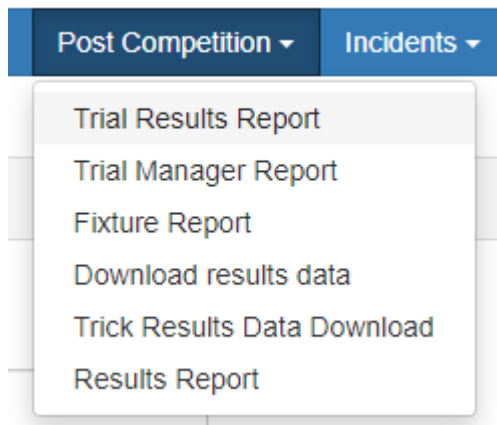 Post Competition Incidents
Trial Results Report
Trial Manager Report
Fixture Report
Download results data
Trick Results Data Download
Results Report